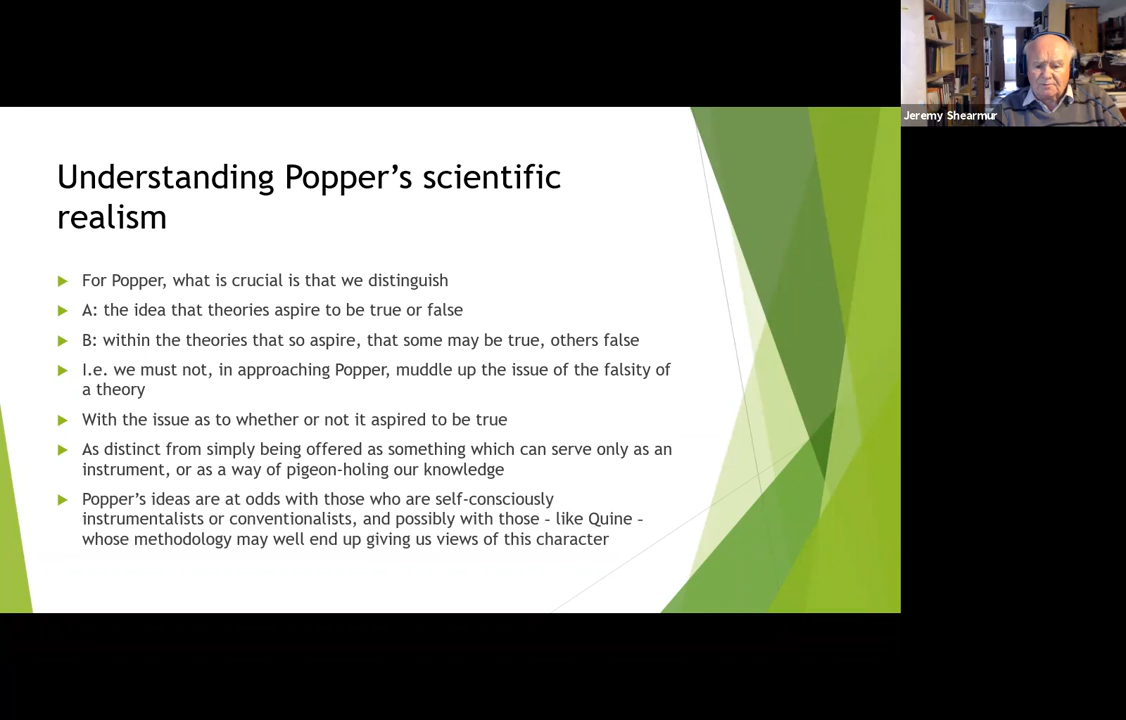 Jeremy Shearmur
Understanding Popper's scientific
realism
For Popper, what is crucial is that we distinguish
A: the idea that theories aspire to be true or false
B: within the theories that so aspire, that some may be true, others false
I.e. we must not, in approaching Popper, muddle up the issue of the falsity of
a theory
With the issue as to whether or not it aspired to be true
As distinct from simply being offered as something which can serve only as an
instrument, or as a way of pigeon-holing our knowledge
Popper's ideas are at odds with those who are self-consciously
instrumentalists or conventionalists, and possibly with those – like Quine –
whose methodology may well end up giving us views of this character